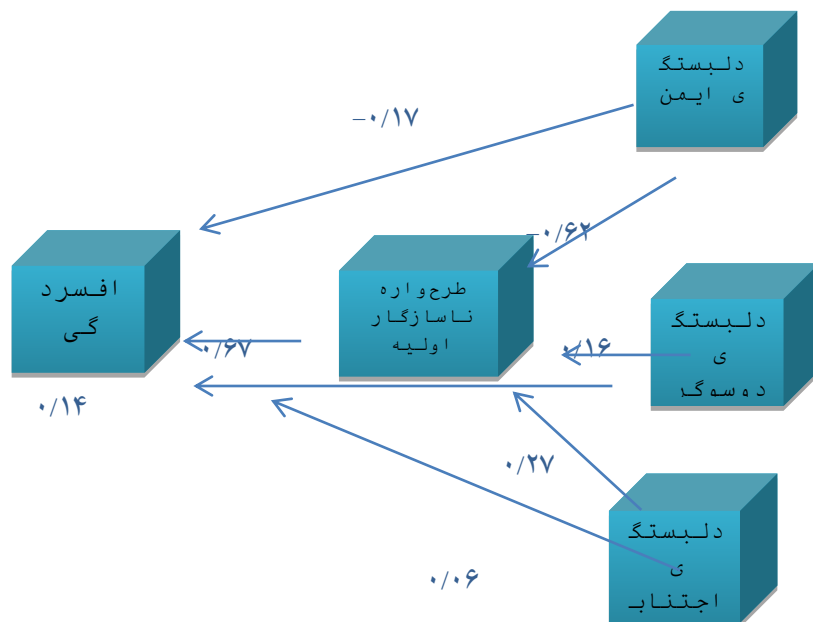 دلبستگ
ی ایمن
–۰/۱۷
–۰/۶۲
افسرد
گی
طرحواره
ناسازگار
اولیه
دلبستگ
ی
دوسوگر
۰/۶۷
۰/۱۶
۰/۱۴
۰/۲۷
دلبستگ
ی
اجتناب
۰/۰۶